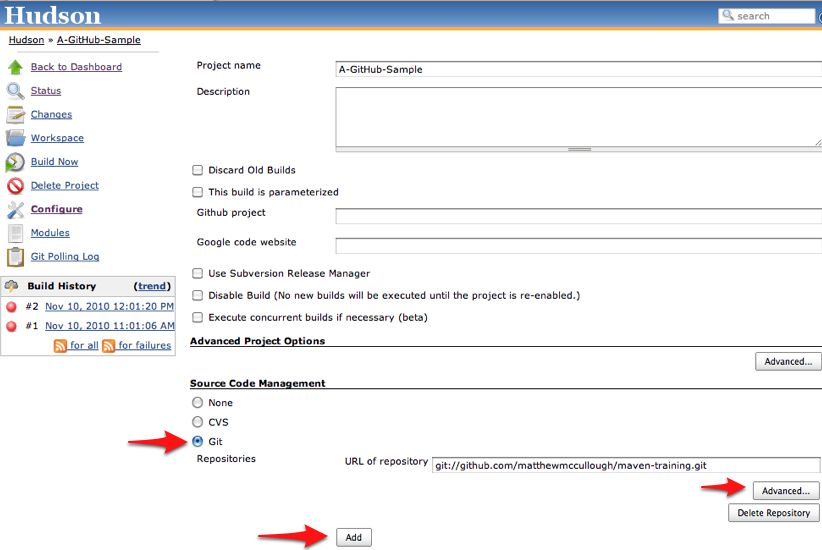 Hudson
search
Hudson » A-GitHub-Sample
Back to Dashboard
Status
Changes
Workspace
Build Now
Delete Project
Configure
Modules
Git Polling Log
Build History (trend)
#2 Nov 10, 2010 12:01:20 PM
#1 Nov 10, 2010 11:01:06 AM
for all for failures
Project name A-GitHub-Sample
Description
Discard Old Builds
This build is parameterized
Github project
Google code website
Use Subversion Release Manager
Disable Build (No new builds will be executed until the project is re-enabled.)
Execute concurrent builds if necessary (beta)
Advanced Project Options
Advanced...
Source Code Management
None
CVS
Git
Repositories URL of repository git://github.com/matthewmccullough/maven-training.git
Advanced...
Delete Repository
Add